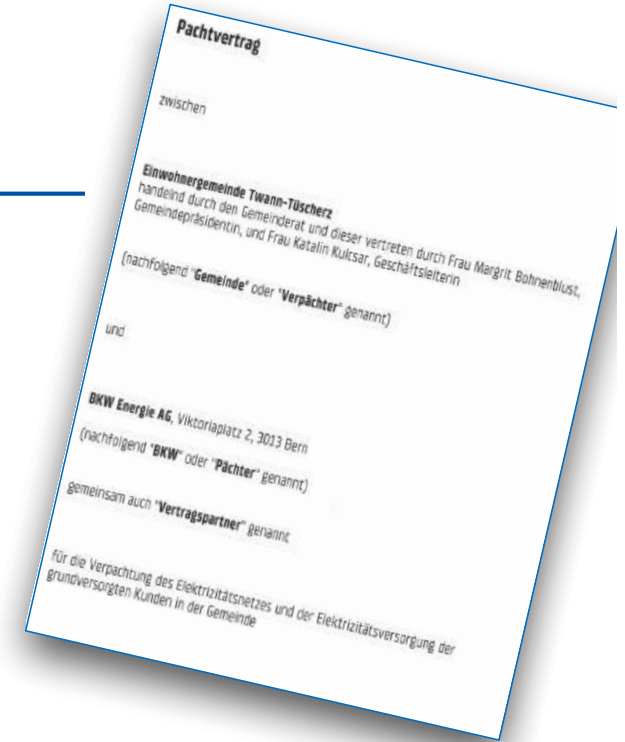 Pachtvertrag
zwischen
Einwohnergemeinde Twann-Tüscherz
handelnd durch den Gemeinderat und dieser vertreten durch Frau Margrit Bohnenblust,
Gemeindepräsidentin, und Frau Katalin Kulcsar, Geschäftsleiterin
(nachfolgend "Gemeinde" oder "Verpächter" genannt)
und
BKW Energie AG, Viktoriaplatz 2, 3013 Bern
(nachfolgend "BKW" oder "Pächter" genannt)
gemeinsam auch "Vertragspartner" genannt
für die Verpachtung des Elektrizitätsnetzes und der Elektrizitätsversorgung der
grundversorgten Kunden in der Gemeinde